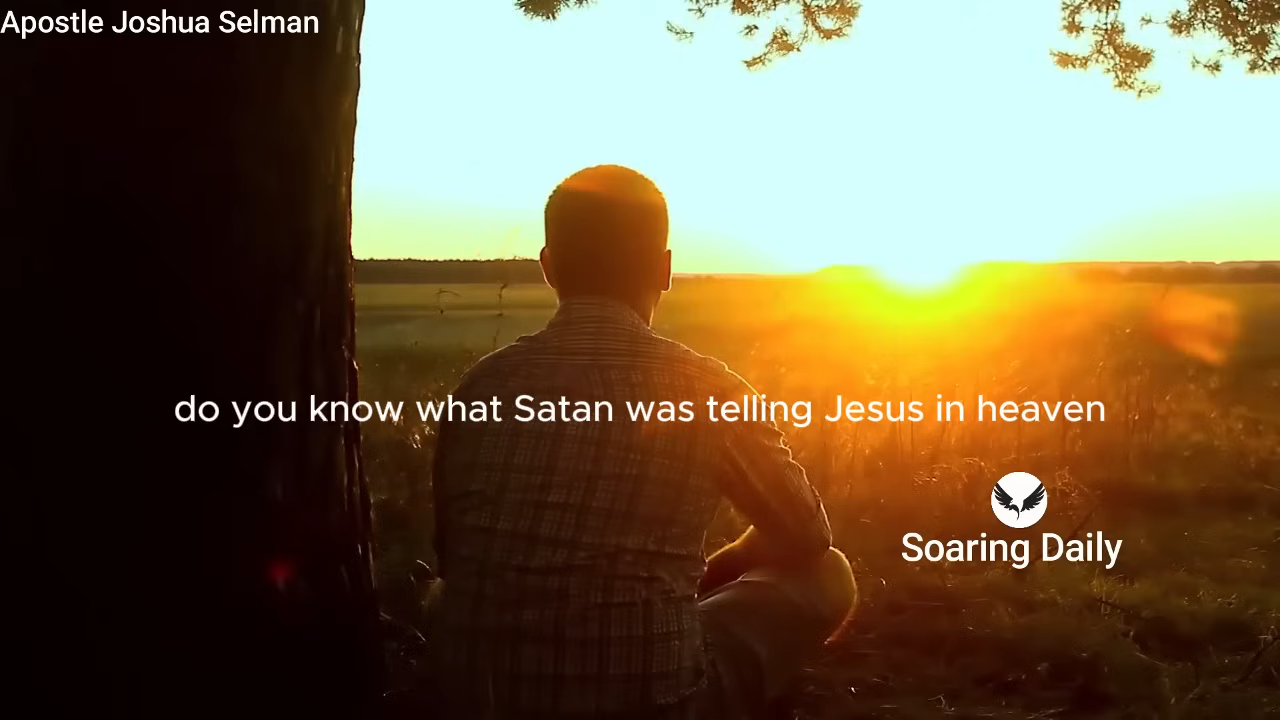 Apostle Joshua Selman
do you know what Satan was telling Jesus in heaven
Soaring Daily